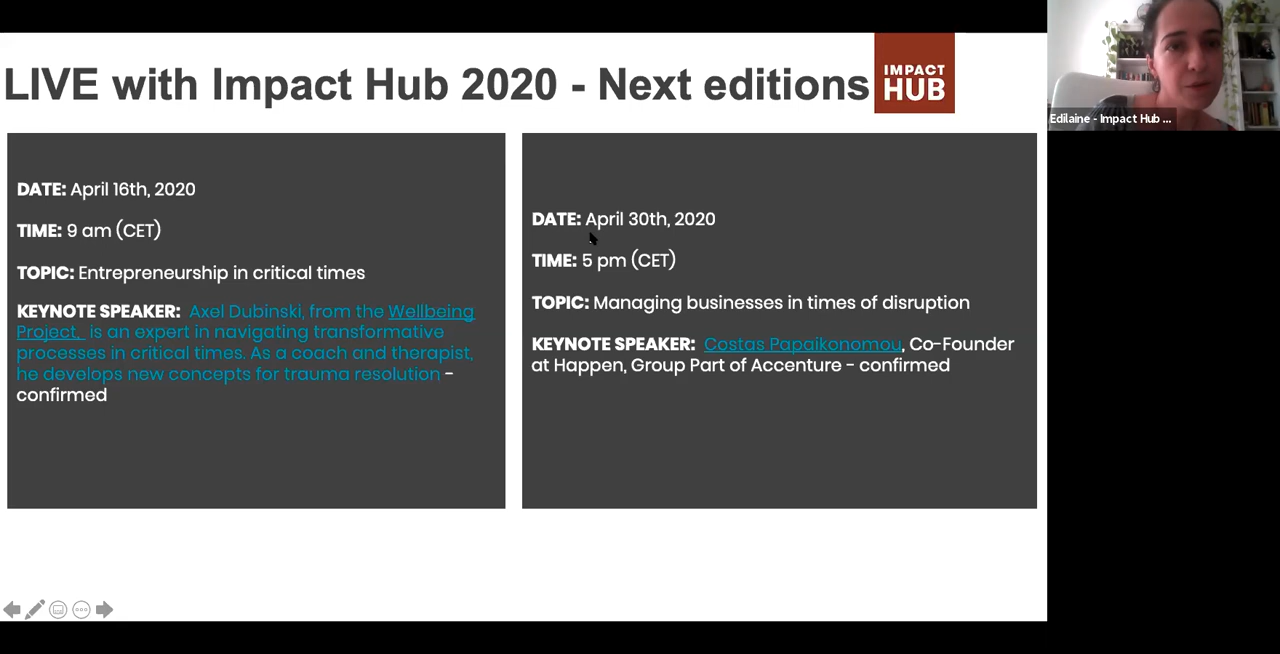 LIVE with Impact Hub 2020 - Next editions
IMPACT
HUB
Edilaine - Impact Hub ...
DATE: April 16th, 2020
TIME: 9 am (CET)
TOPIC: Entrepreneurship in critical times
KEYNOTE SPEAKER: Axel Dubinski, from the Wellbeing
Project, is an expert in navigating transformative
processes in critical times. As a coach and therapist,
he develops new concepts for trauma resolution -
confirmed
DATE: April 30th, 2020
TIME: 5 pm (CET)
TOPIC: Managing businesses in times of disruption
KEYNOTE SPEAKER: Costas Papaikonomou, Co-Founder
at Happen, Group Part of Accenture - confirmed